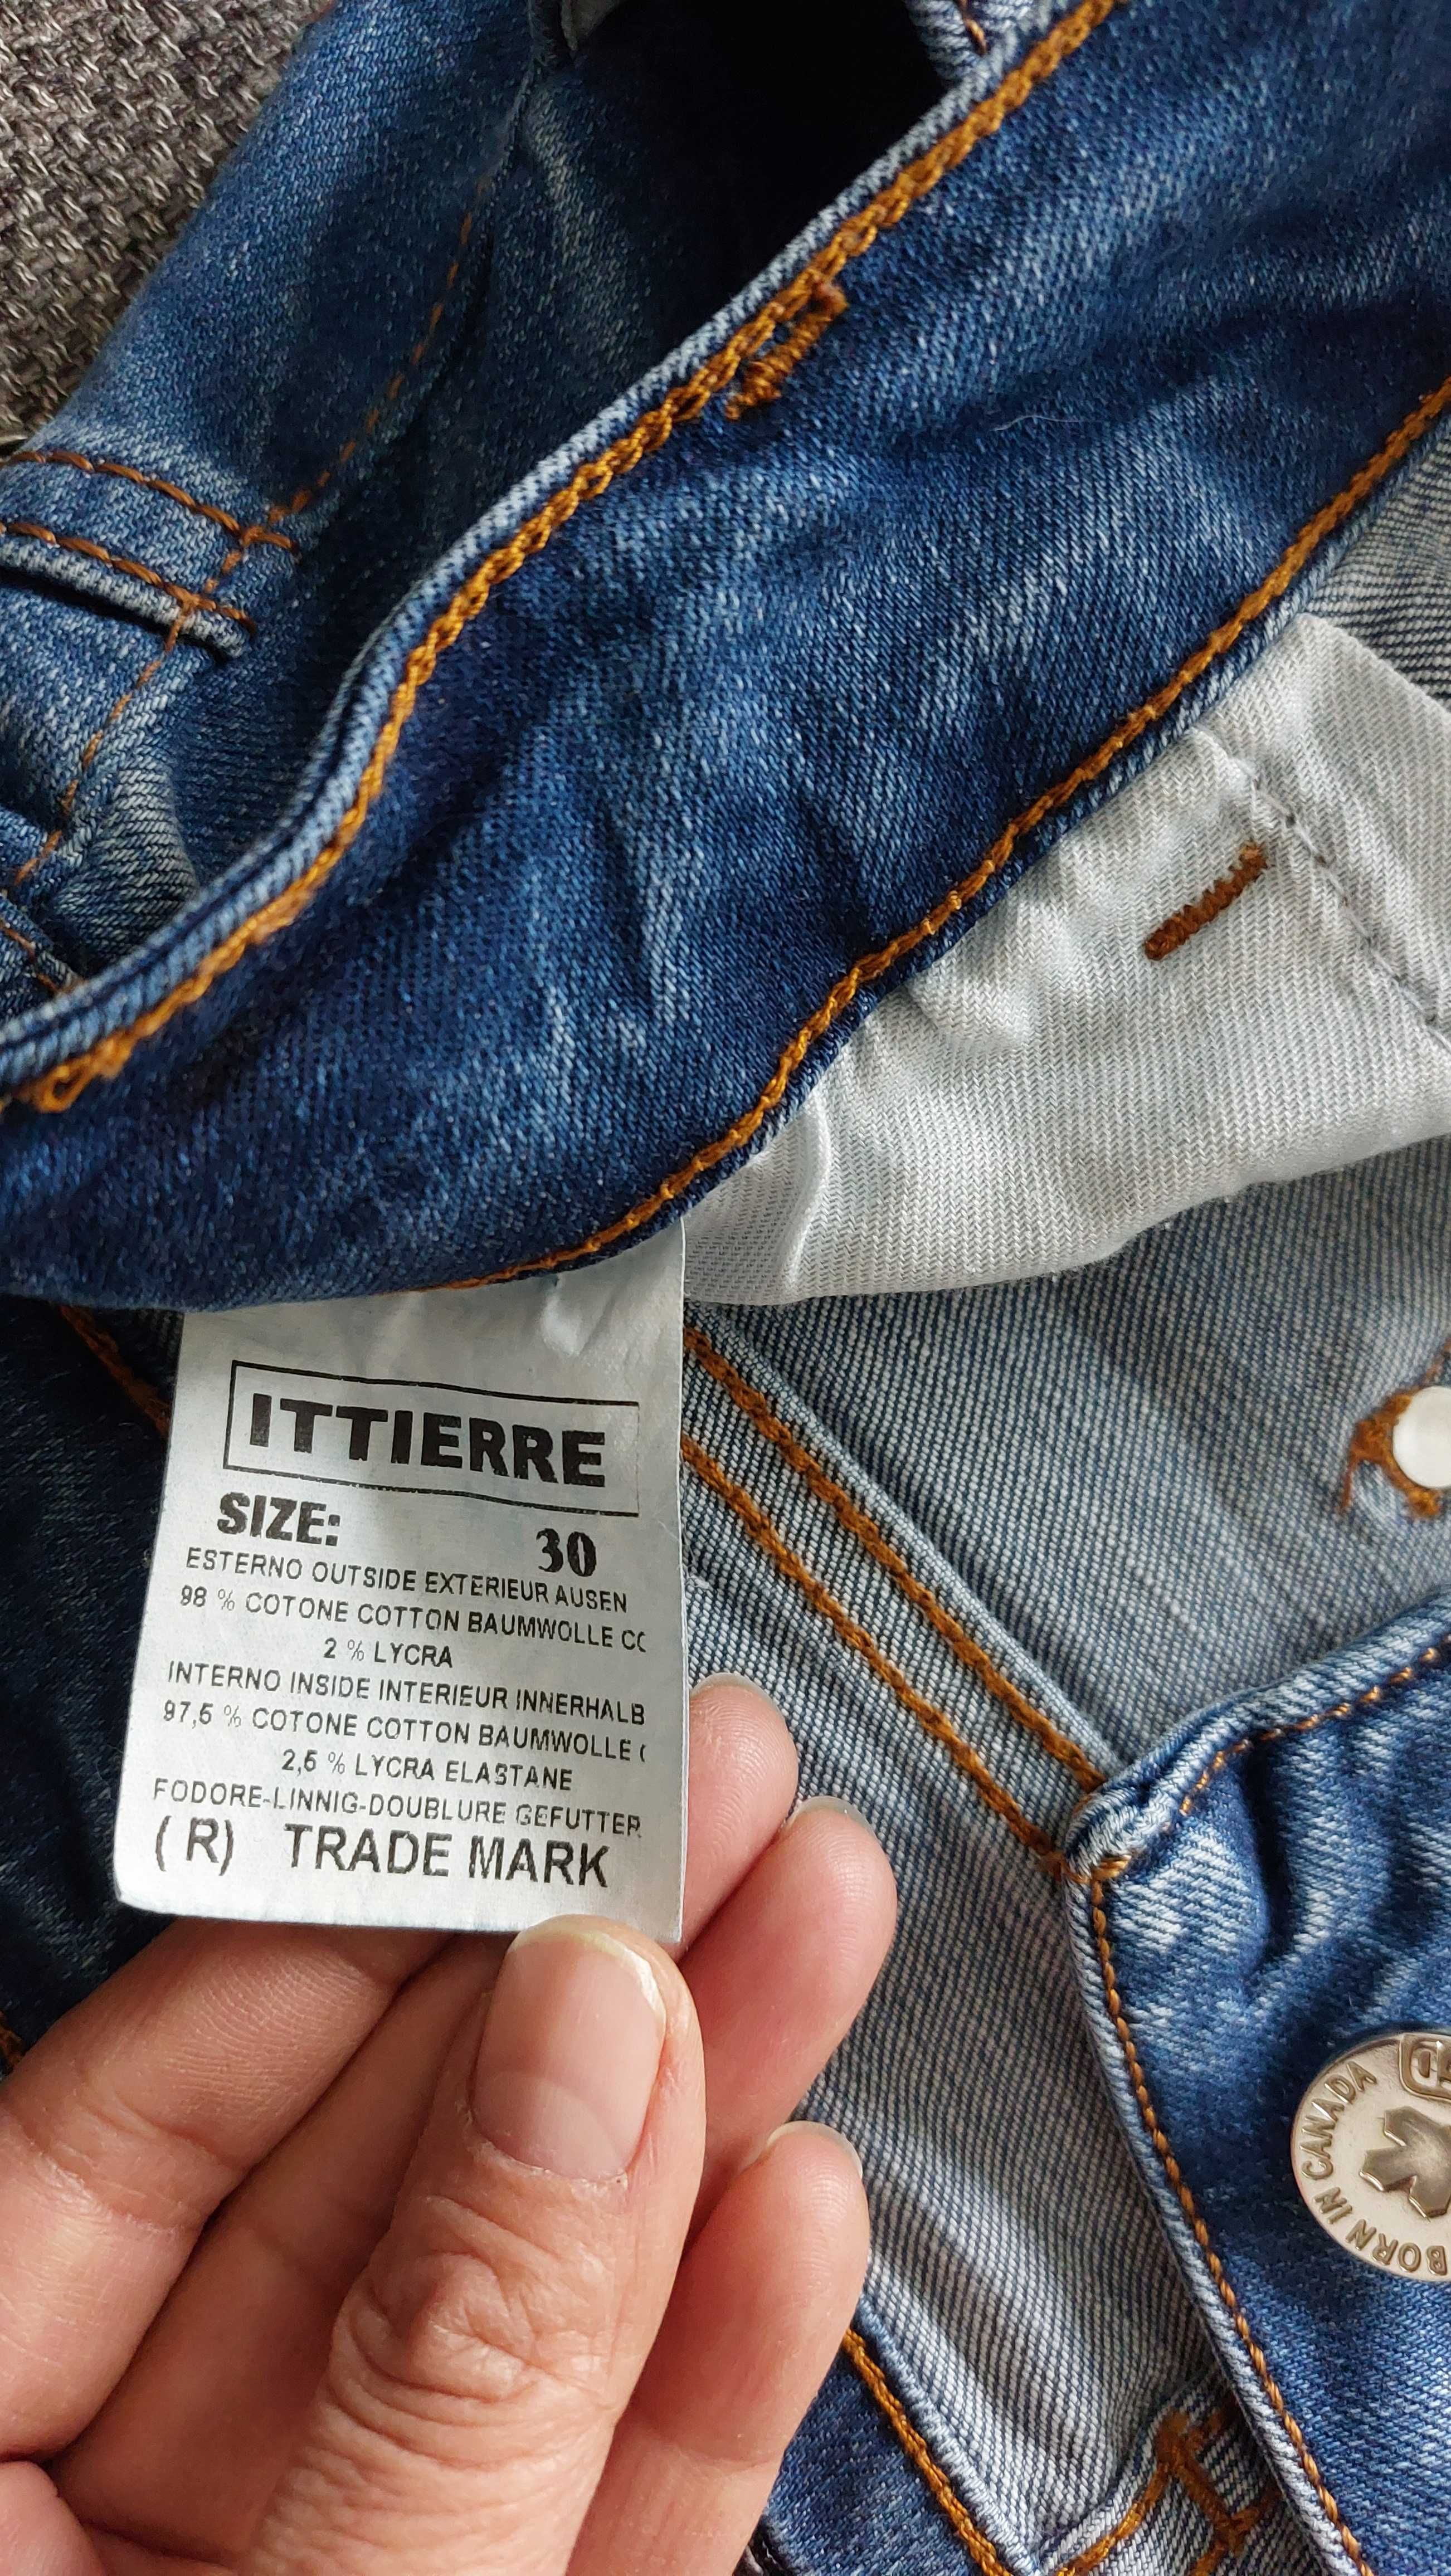 ITTIERRE
SIZE: 30
ESTERNO OUTSIDE EXTERIEUR AUSEN
98 % COTONE COTTON BAUMWOLLE CC
2 % LYCRA
INTERNO INSIDE INTERIEUR INNERHALB
97,5 % COTONE COTTON BAUMWOLLE
2,5 % LYCRA ELASTANE
FODORE-LINNIG-DOUBLURE GEFUTTER
(R) TRADE MARK
BORN IN CANADA